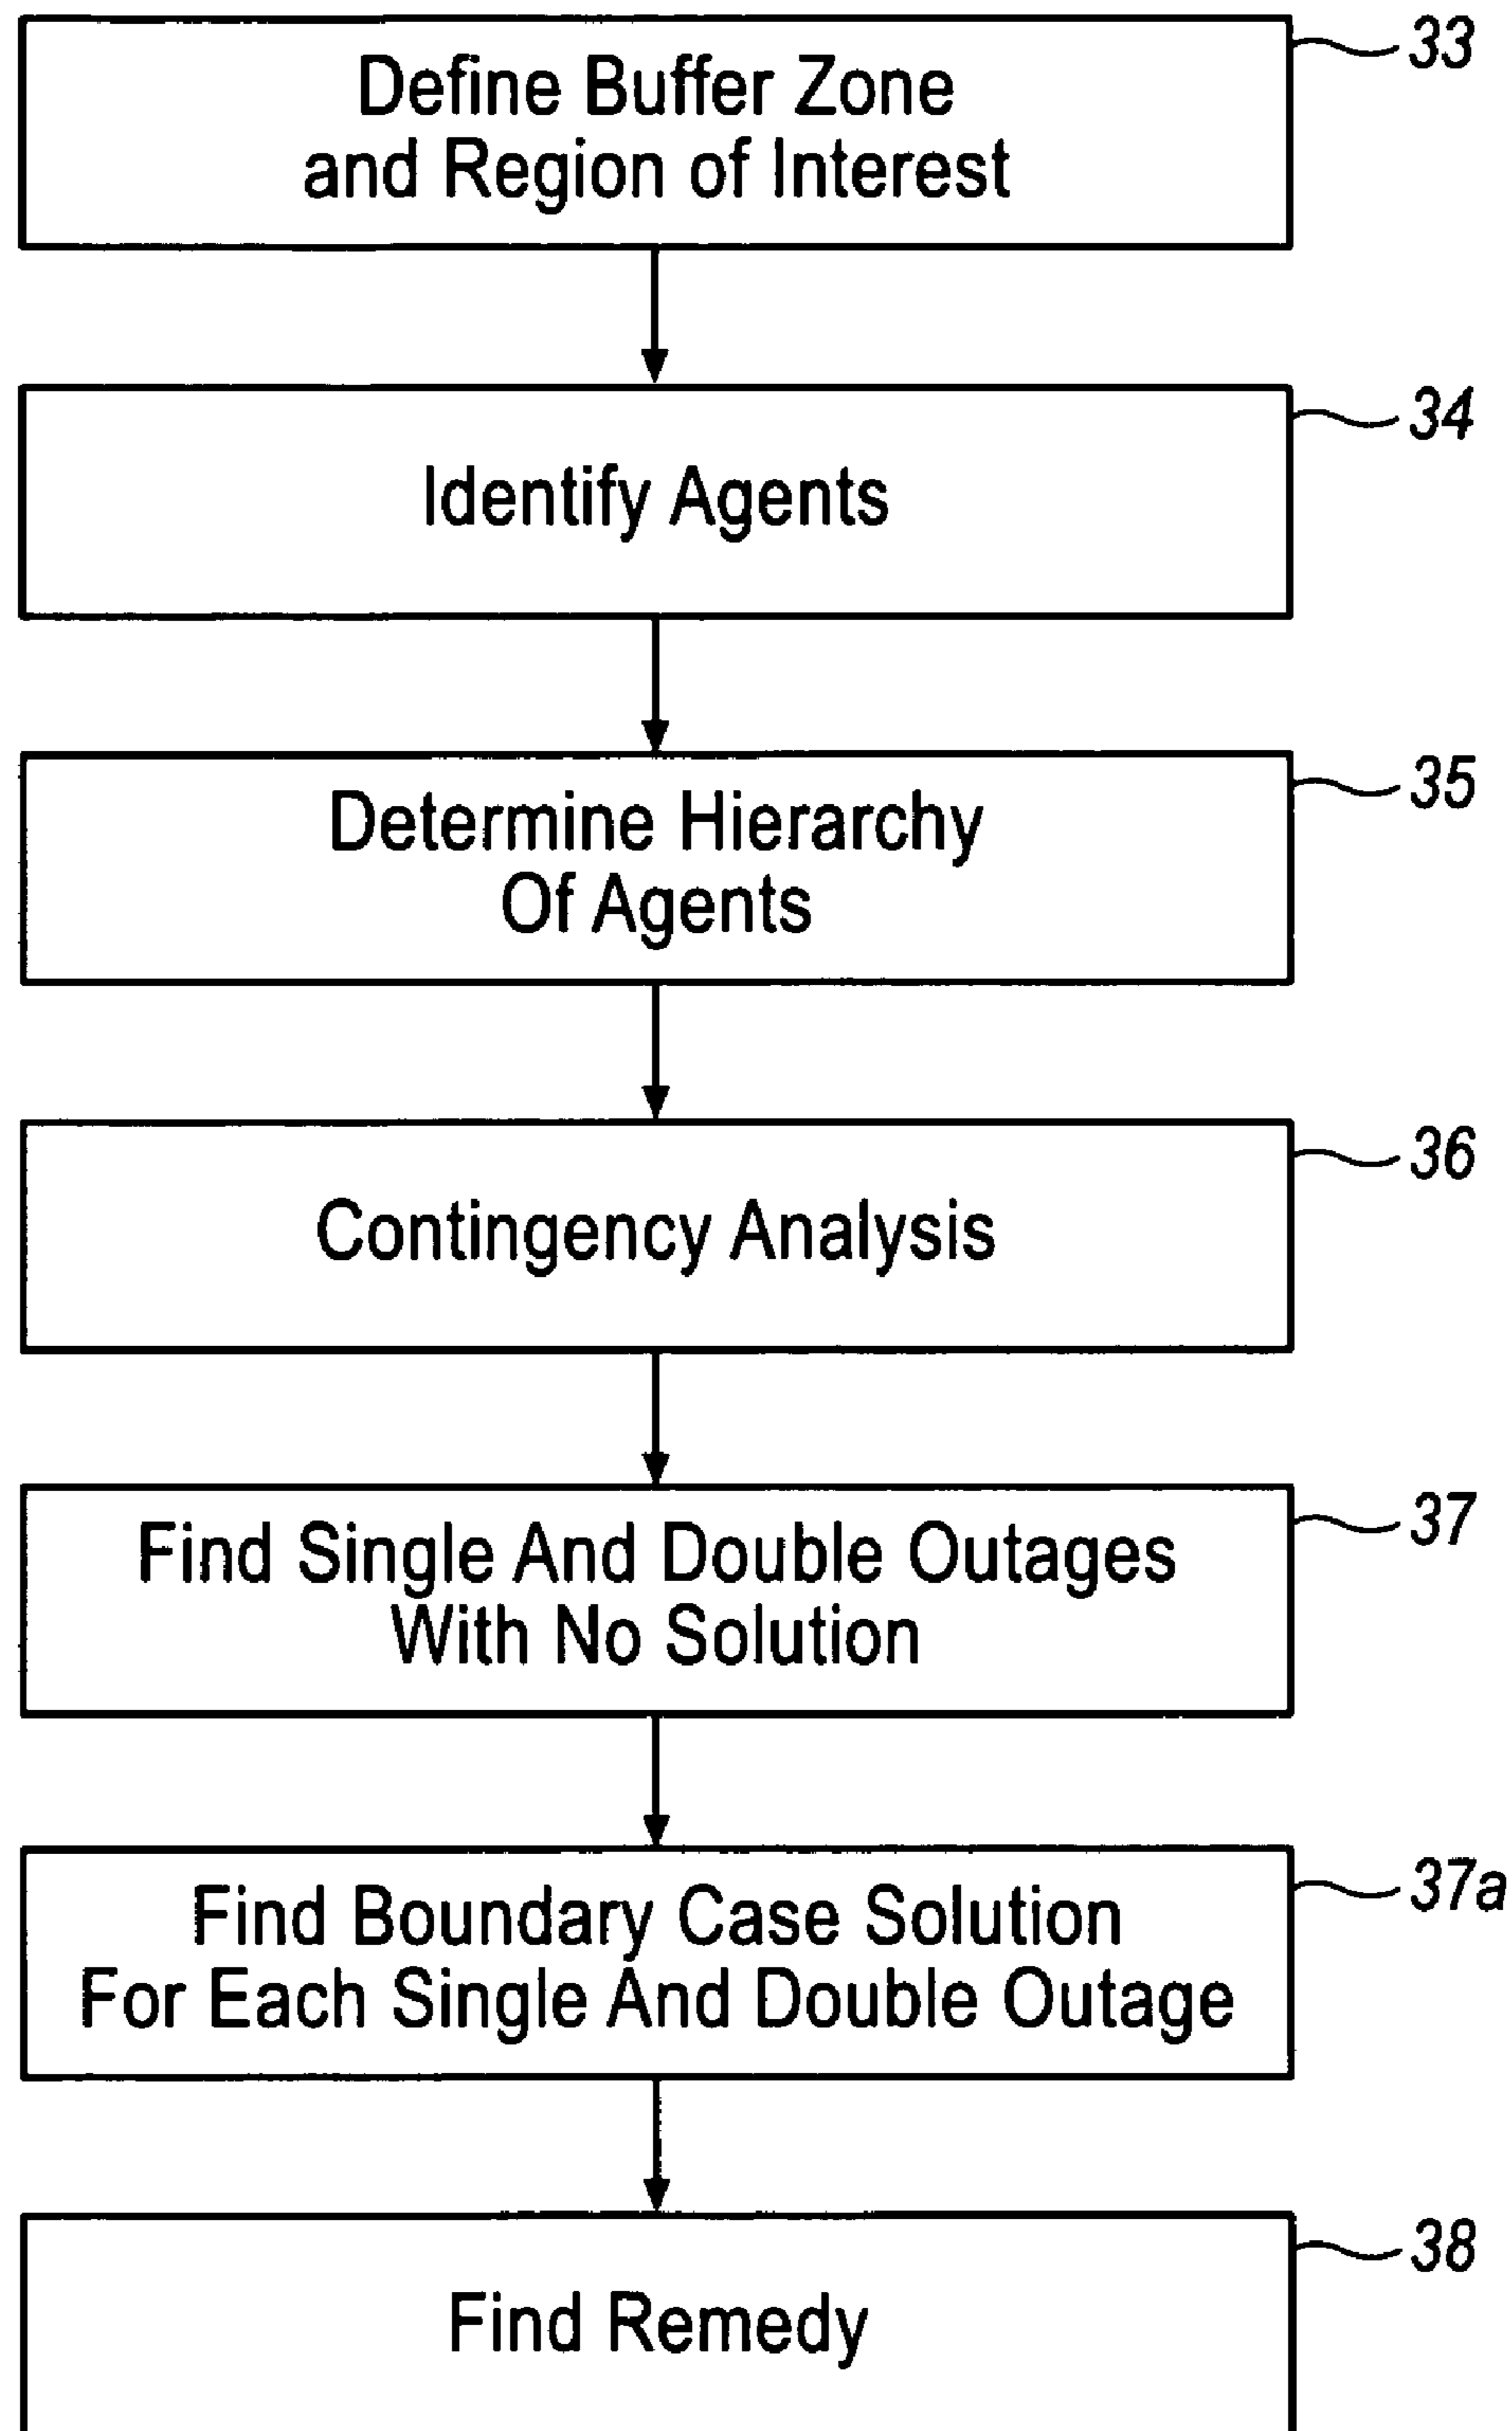 Define Buffer Zone
and Region of Interest
33
Identify Agents
34
Determine Hierarchy
Of Agents
35
Contingency Analysis
36
Find Single And Double Outages
With No Solution
37
Find Boundary Case Solution
For Each Single And Double Outage
37a
Find Remedy
38